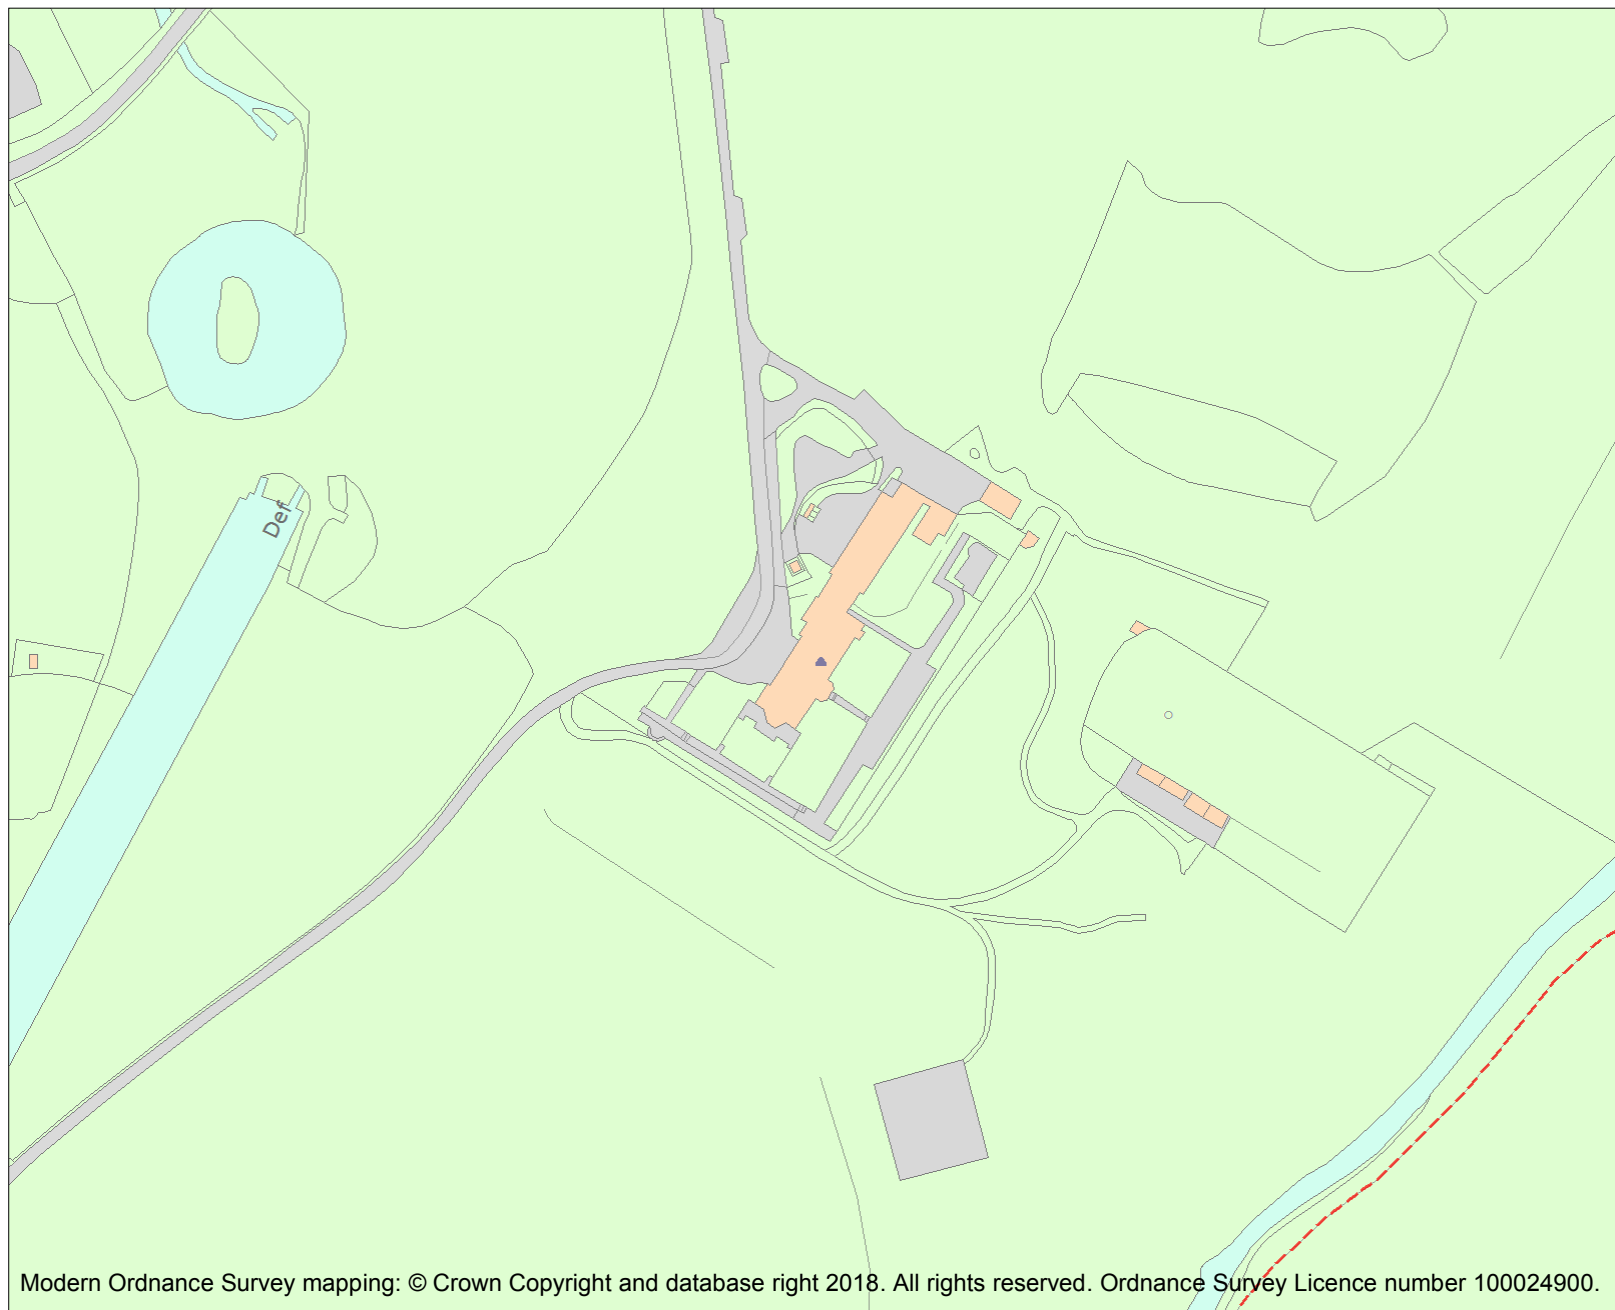 Def
Modern Ordnance Survey mapping: © Crown Copyright and database right 2018. All rights reserved. Ordnance Survey Licence number 100024900.